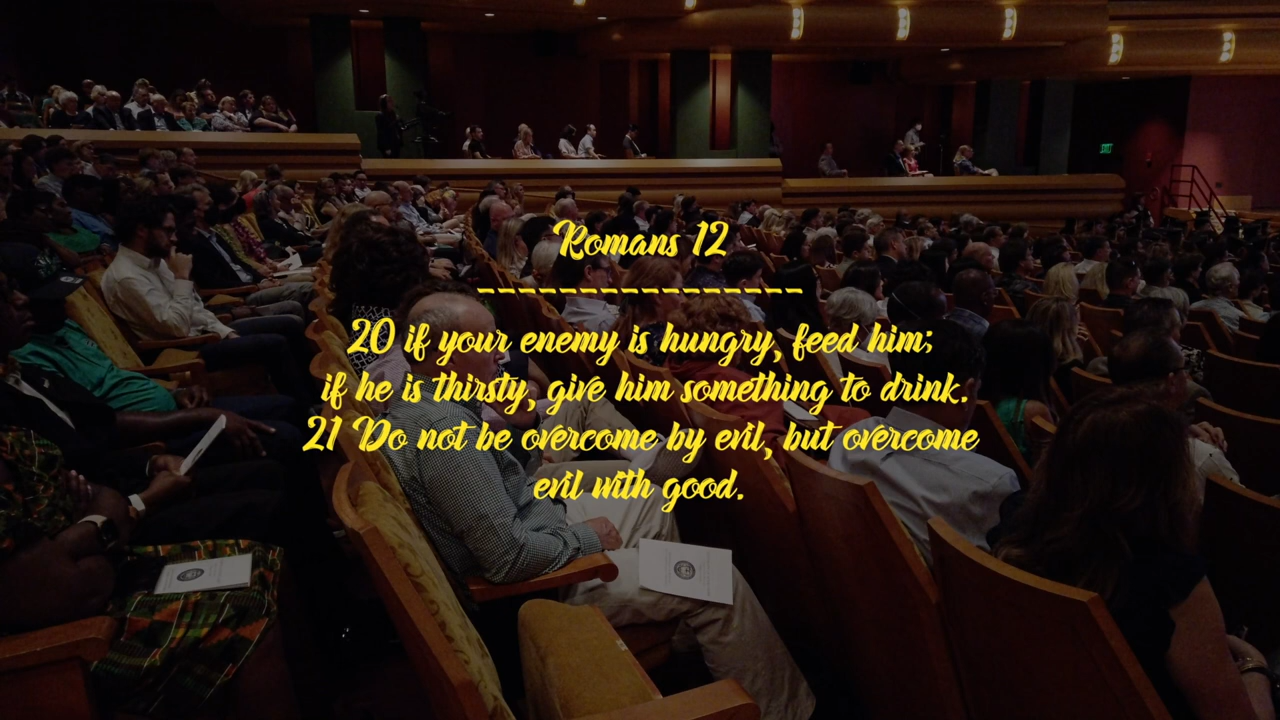 Romans 12
----------------
20 if your enemy is hungry, feed him;
if he is thirsty, give him something to drink.
21 Do not be overcome by evil, but overcome
evil with good.